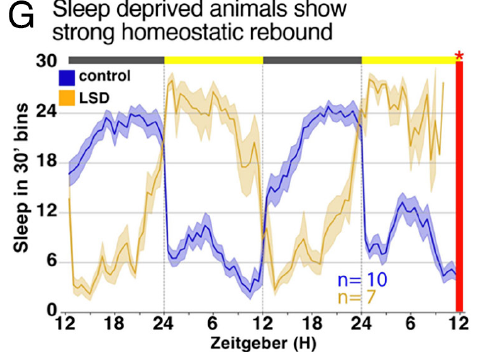 G
Sleep deprived animals show
strong homeostatic rebound
Sleep in 30' bins
30
24
18
12
6
0
control
LSD
*
n= 10
n= 7
12 18 24 6 12 18 24 6 12
Zeitgeber (H)